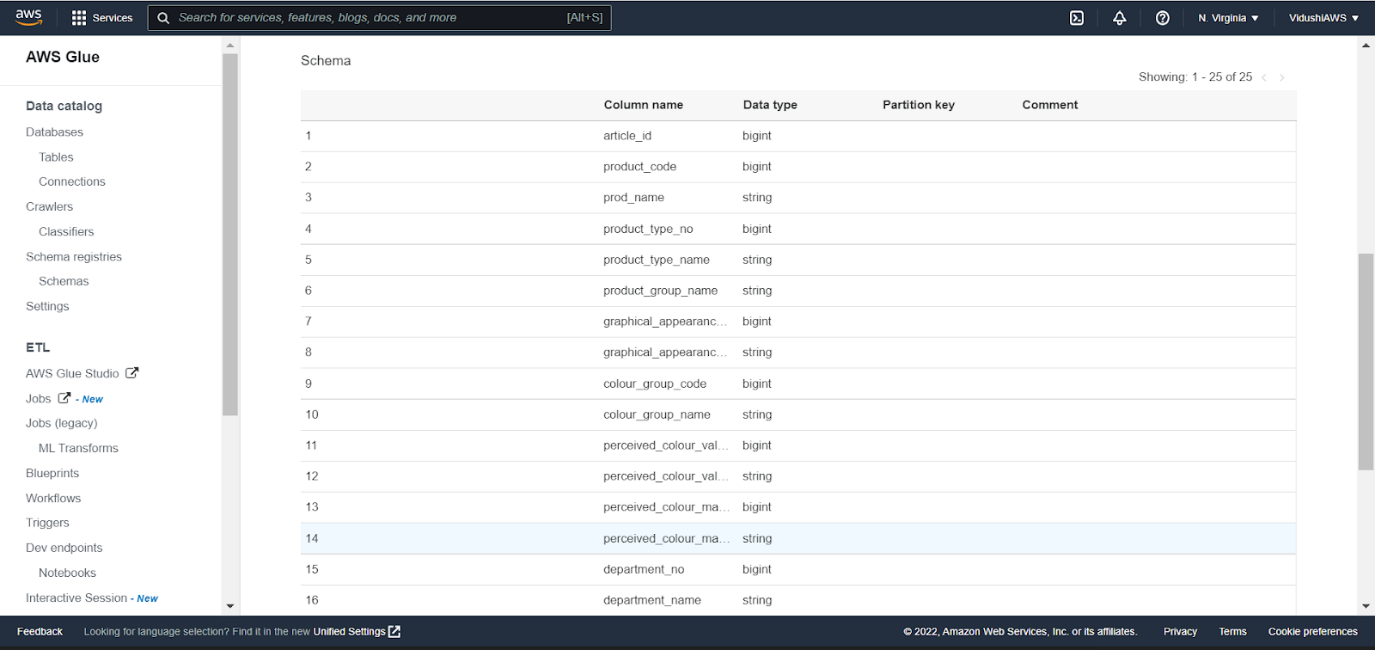 aws Services Search for services, features, blogs, docs, and more [Alt+S] N. Virginia VidushiAWS
AWS Glue
Data catalog
Databases
Tables
Connections
Crawlers
Classifiers
Schema registries
Schemas
Settings
ETL
AWS Glue Studio
Jobs - New
Jobs (legacy)
ML Transforms
Blueprints
Workflows
Triggers
Dev endpoints
Notebooks
Interactive Session - New
Schema
Showing: 1 - 25 of 25
Column name Data type Partition key Comment
1 article_id bigint
2 product_code bigint
3 prod_name string
4 product_type_no bigint
5 product_type_name string
6 product_group_name string
7 graphical_appearanc... bigint
8 graphical_appearanc... string
9 colour_group_code bigint
10 colour_group_name string
11 perceived_colour_val... bigint
12 perceived_colour_val... string
13 perceived_colour_ma... bigint
14 perceived_colour_ma... string
15 department_no bigint
16 department_name string
Feedback Looking for language selection? Find it in the new Unified Settings © 2022, Amazon Web Services, Inc. or its affiliates. Privacy Terms Cookie preferences